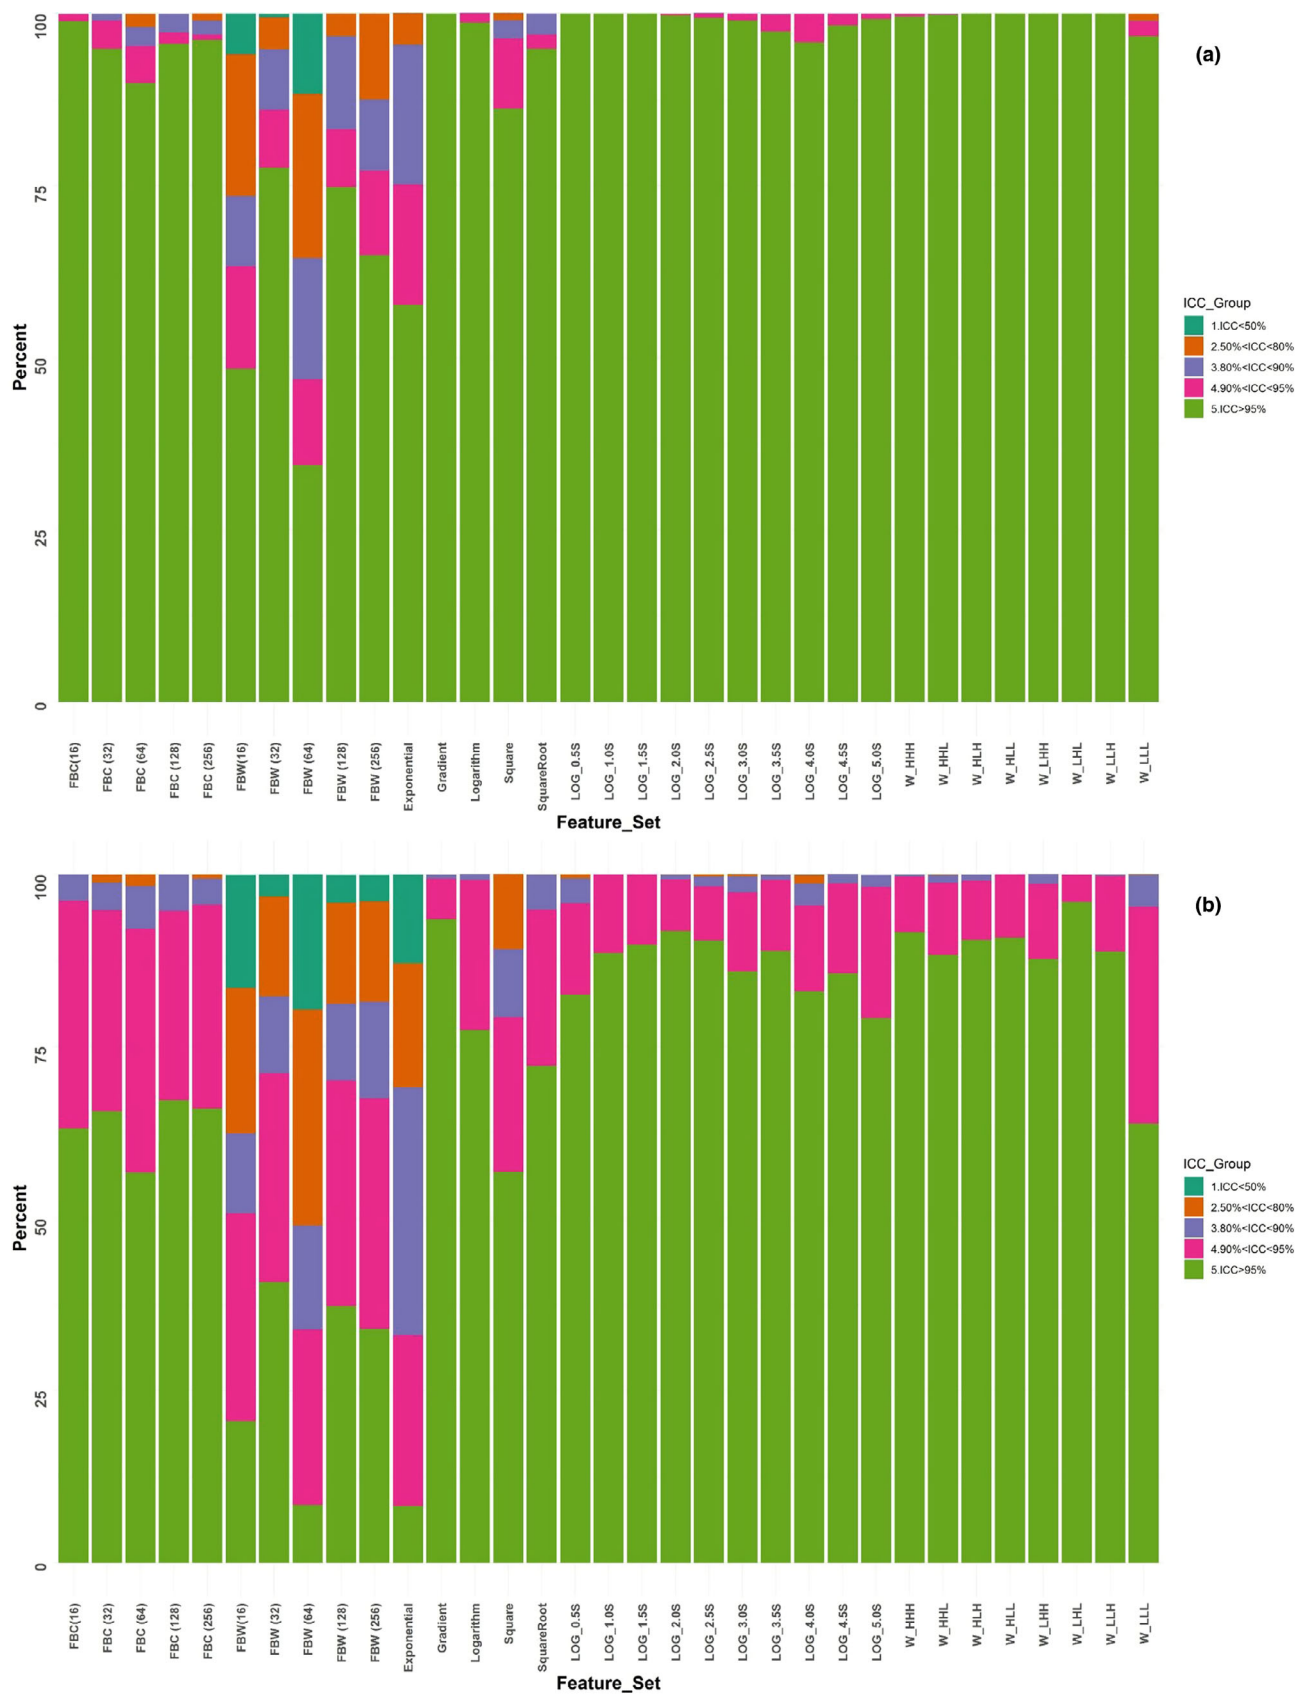 (a)
100
75
50
25
0
Percent
FBC(16)
FBC (32)
FBC (64)
FBC (128)
FBC (256)
FBW(16)
FBW (32)
FBW (64)
FBW (128)
FBW (256)
Exponential
Gradient
Logarithm
Square
SquareRoot
LOG_0.5S
LOG_1.0S
LOG_1.5S
LOG_2.0S
LOG_2.5S
LOG_3.0S
LOG_3.5S
LOG_4.0S
LOG_4.5S
LOG_5.0S
W_HHH
W_HHL
W_HLH
W_HLL
W_LHH
W_LHL
W_LLH
W_LLL
Feature_Set
ICC_Group
1.ICC<50%
2.50%<ICC<80%
3.80%<ICC<90%
4.90%<ICC<95%
5.ICC>95%
(b)
100
75
50
25
0
Percent
FBC(16)
FBC (32)
FBC (64)
FBC (128)
FBC (256)
FBW(16)
FBW (32)
FBW (64)
FBW (128)
FBW (256)
Exponential
Gradient
Logarithm
Square
SquareRoot
LOG_0.5S
LOG_1.0S
LOG_1.5S
LOG_2.0S
LOG_2.5S
LOG_3.0S
LOG_3.5S
LOG_4.0S
LOG_4.5S
LOG_5.0S
W_HHH
W_HHL
W_HLH
W_HLL
W_LHH
W_LHL
W_LLH
W_LLL
Feature_Set
ICC_Group
1.ICC<50%
2.50%<ICC<80%
3.80%<ICC<90%
4.90%<ICC<95%
5.ICC>95%